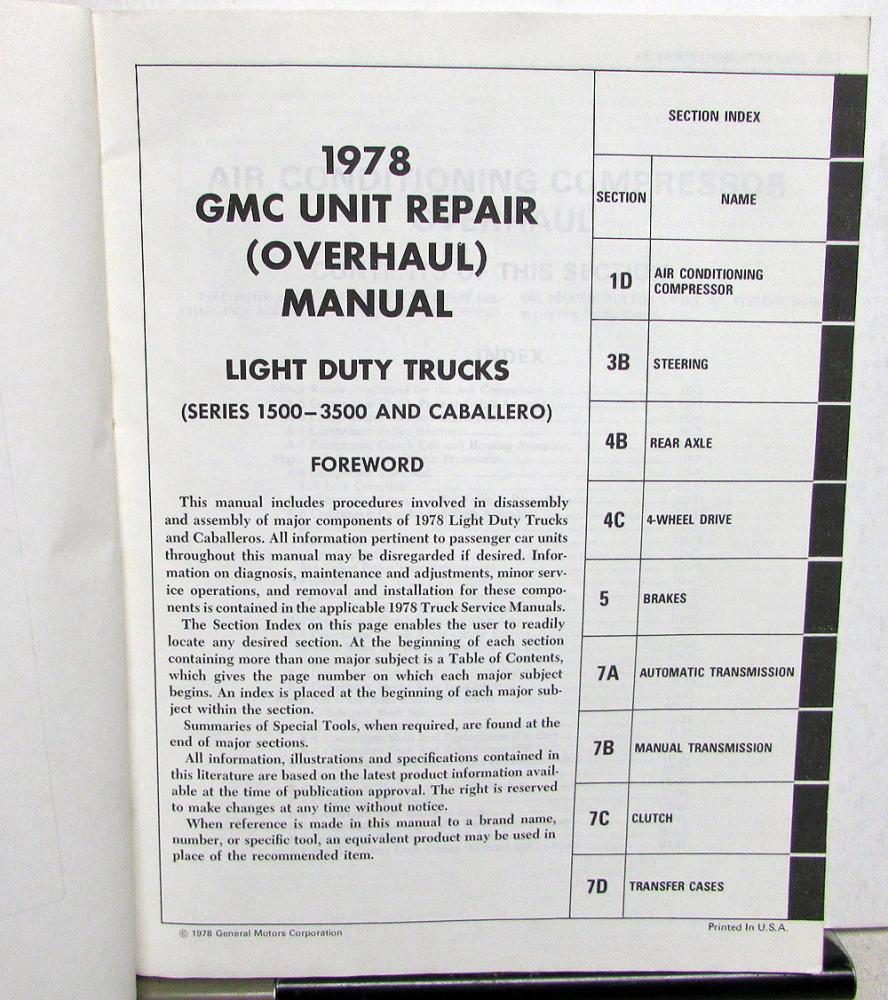 1978
GMC UNIT REPAIR
(OVERHAUL)
MANUAL
LIGHT DUTY TRUCKS
(SERIES 1500–3500 AND CABALLERO)
FOREWORD
This manual includes procedures involved in disassembly
and assembly of major components of 1978 Light Duty Trucks
and Caballeros. All information pertinent to passenger car units
throughout this manual may be disregarded if desired. Infor-
mation on diagnosis, maintenance and adjustments, minor serv-
ice operations, and removal and installation for these compo-
nents is contained in the applicable 1978 Truck Service Manuals.
The Section Index on this page enables the user to readily
locate any desired section. At the beginning of each section
containing more than one major subject is a Table of Contents,
which gives the page number on which each major subject
begins. An index is placed at the beginning of each major sub-
ject within the section.
Summaries of Special Tools, when required, are found at the
end of major sections.
All information, illustrations and specifications contained in
this literature are based on the latest product information avail-
able at the time of publication approval. The right is reserved
to make changes at any time without notice.
When reference is made in this manual to a brand name,
number, or specific tool, an equivalent product may be used in
place of the recommended item.
© 1978 General Motors Corporation
SECTION INDEX
SECTION NAME
1D AIR CONDITIONING
COMPRESSOR
3B STEERING
4B REAR AXLE
4C 4-WHEEL DRIVE
5 BRAKES
7A AUTOMATIC TRANSMISSION
7B MANUAL TRANSMISSION
7C CLUTCH
7D TRANSFER CASES
Printed In U.S.A.
AIR CONDITIONING COMPRESSOR
OVERHAUL
CONTENTS OF THIS SECTION
INDEX